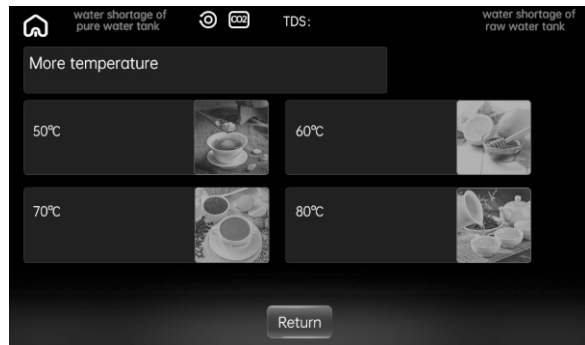 water shortage of
pure water tank
CO2
TDS:
water shortage of
raw water tank
More temperature
50℃
60℃
70℃
80℃
Return